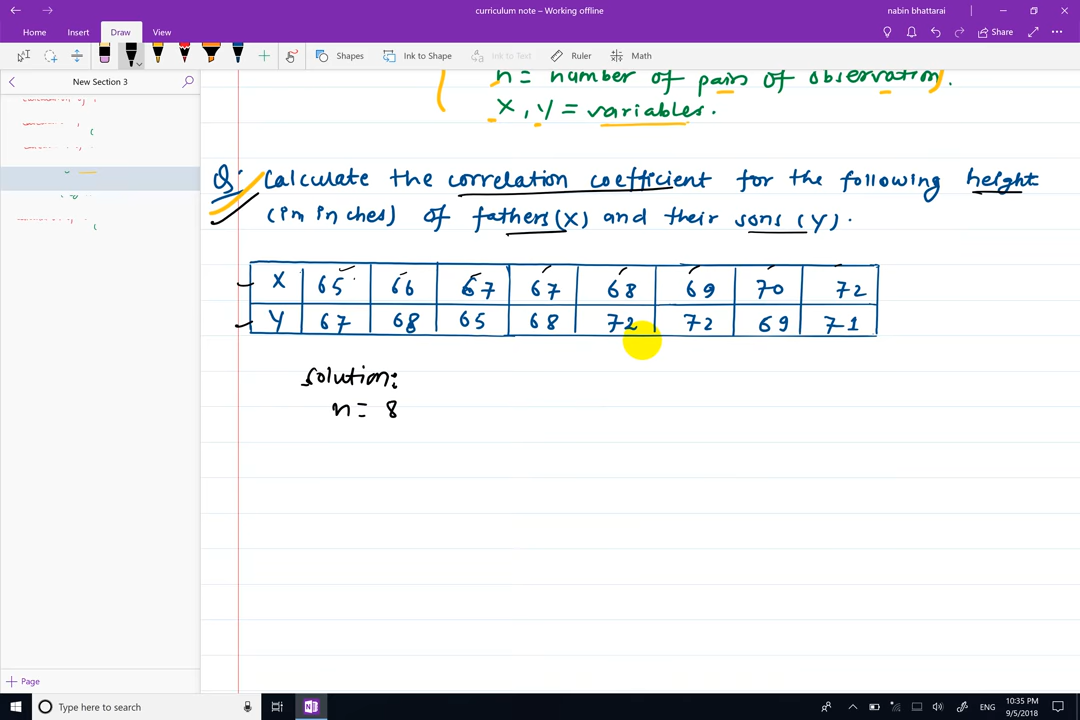 curriculum note – Working offline
nabin bhattarai
Home Insert Draw View
Share
Shapes
Ink to Shape
Ink to Text
Ruler
Math
New Section 3
n = number of pairs of observation.
X, Y = variables.
Q: Calculate the correlation coefficient for the following height
(in inches) of fathers (X) and their sons (Y).
X 65 66 67 67 68 69 70 72
Y 67 68 65 68 72 72 69 71
Solution:
n = 8
+ Page
Type here to search
ENG
10:35 PM
9/5/2018